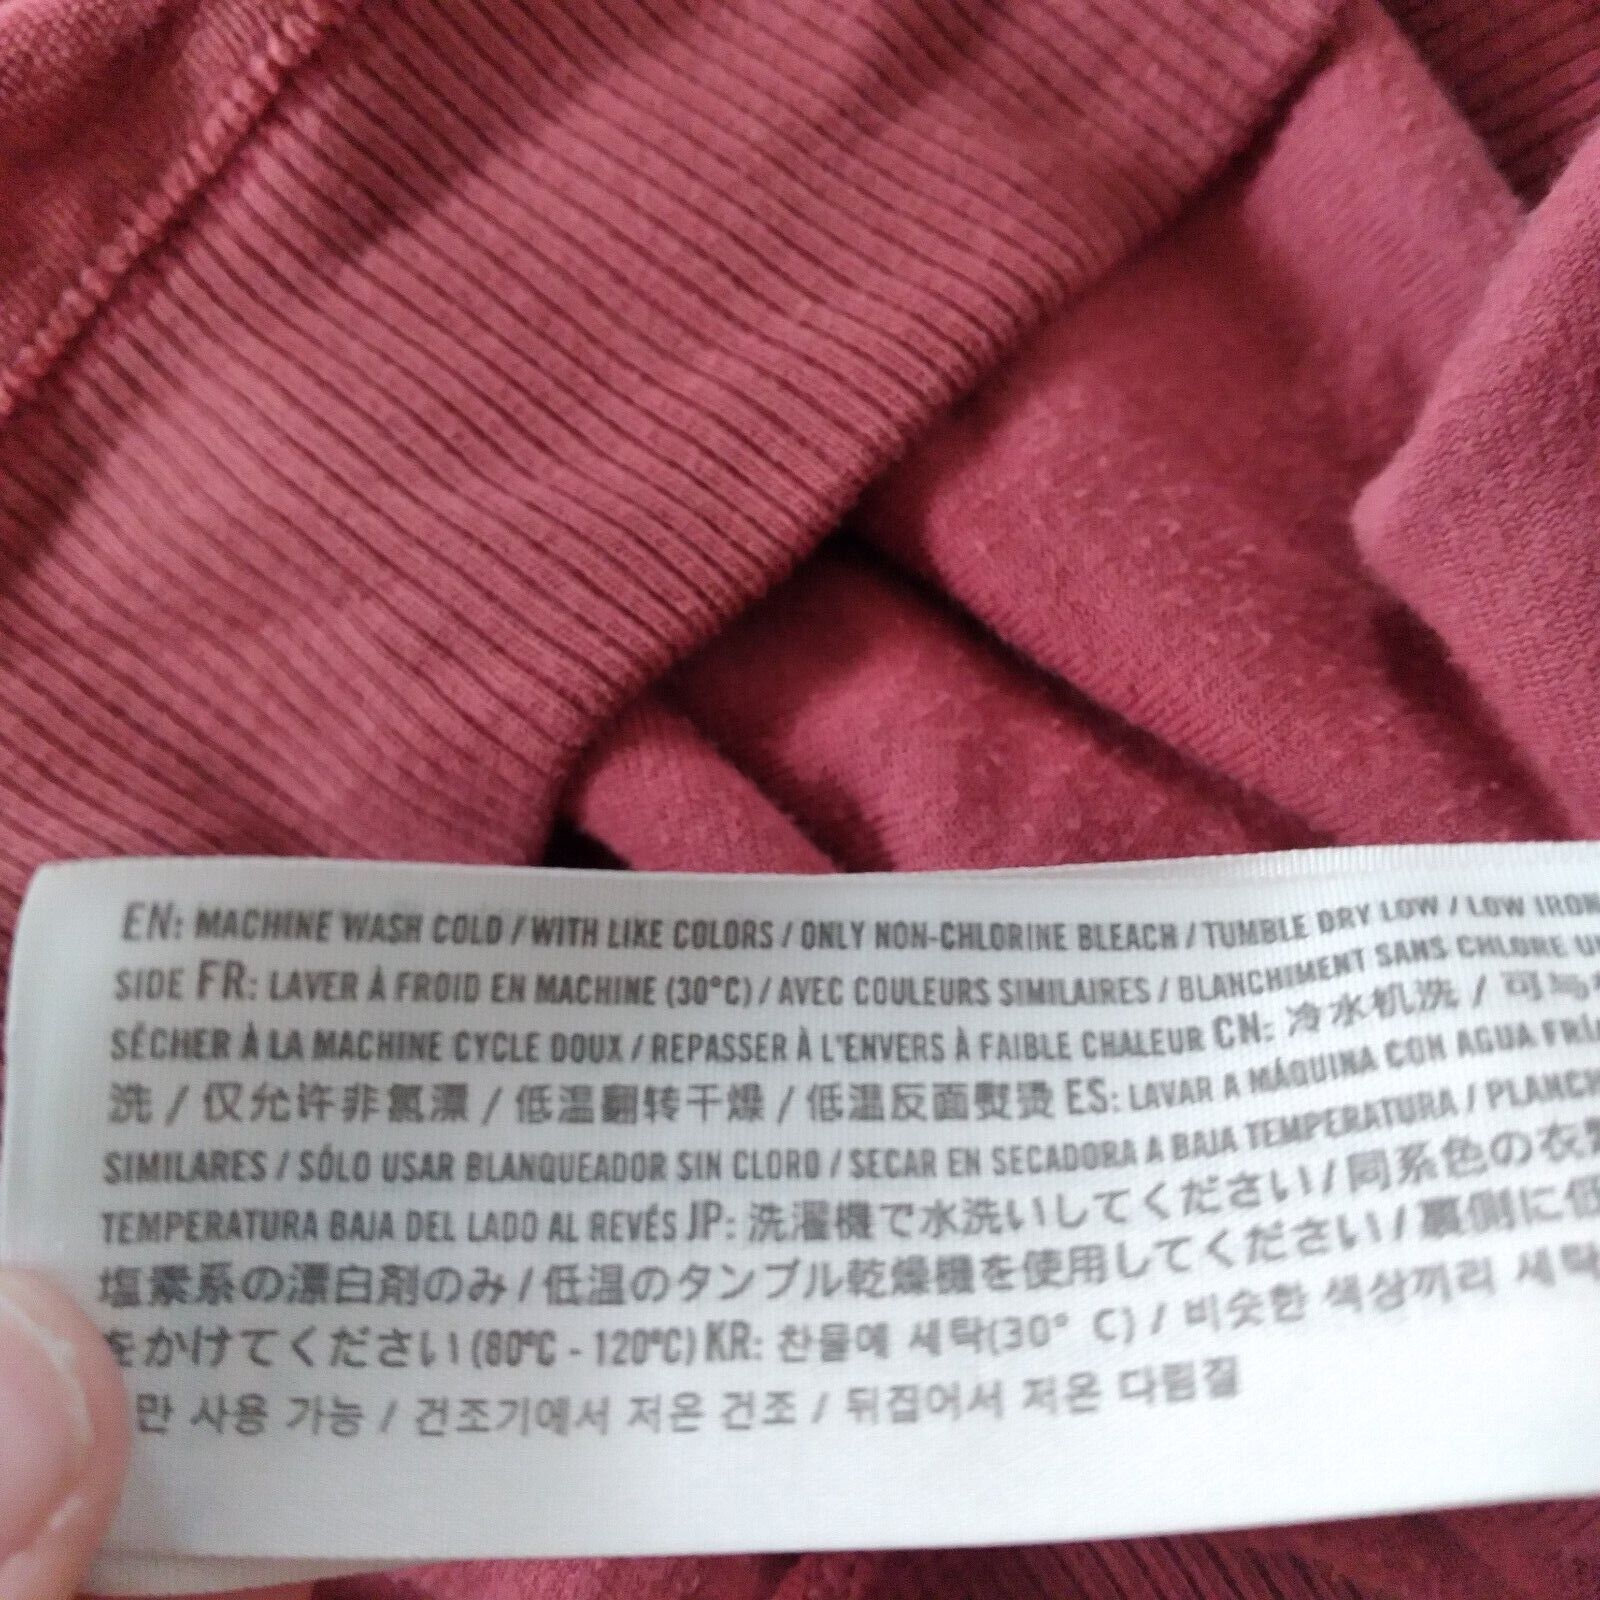 EN: MACHINE WASH COLD / WITH LIKE COLORS / ONLY NON-CHLORINE BLEACH / TUMBLE DRY LOW / LOW IRON
SIDE FR: LAVER À FROID EN MACHINE (30°C) / AVEC COULEURS SIMILAIRES / BLANCHIMENT SANS CHLORE
SÉCHER À LA MACHINE CYCLE DOUX / REPASSER À L'ENVERS À FAIBLE CHALEUR CN: 冷水机洗 / 可与
洗 / 仅允许非氯漂 / 低温翻转干燥 / 低温反面熨烫 ES: LAVAR A MÁQUINA CON AGUA FRÍA
SIMILARES / SÓLO USAR BLANQUEADOR SIN CLORO / SECAR EN SECADORA A BAJA TEMPERATURA / PLANCH
TEMPERATURA BAJA DEL LADO AL REVÉS JP: 洗濯機で水洗いしてください / 同系色の衣
塩素系の漂白剤のみ / 低温のタンブル乾燥機を使用してください / 裏側に低
をかけてください (80°C - 120°C) KR: 찬물에 세탁(30° C) / 비슷한 색상끼리 세탁
만 사용 가능 / 건조기에서 저온 건조 / 뒤집어서 저온 다림질